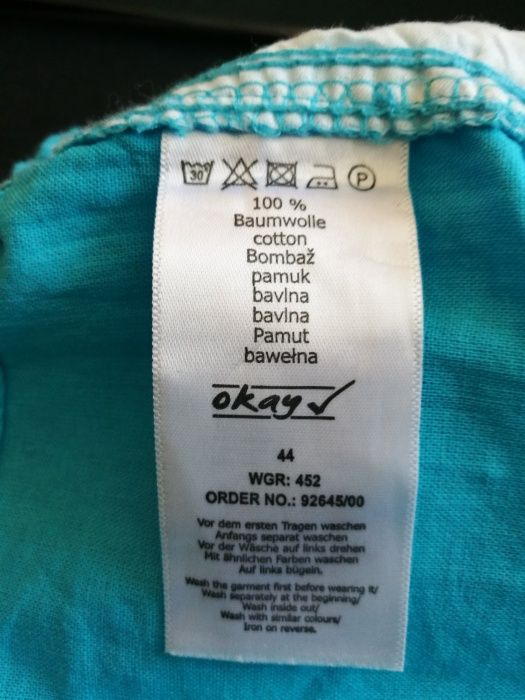 30 P
100 %
Baumwolle
cotton
Bombaž
pamuk
bavlna
bavlna
Pamut
bawełna
okay
44
WGR: 452
ORDER NO.: 92645/00
Vor dem ersten Tragen waschen
Anfangs separat waschen
Vor der Wäsche auf links drehen
Mit ähnlichen Farben waschen
Auf links bügeln.
Wash the garment first before wearing it/
Wash separately at the beginning/
Wash inside out/
Wash with similar colours/
Iron on reverse.